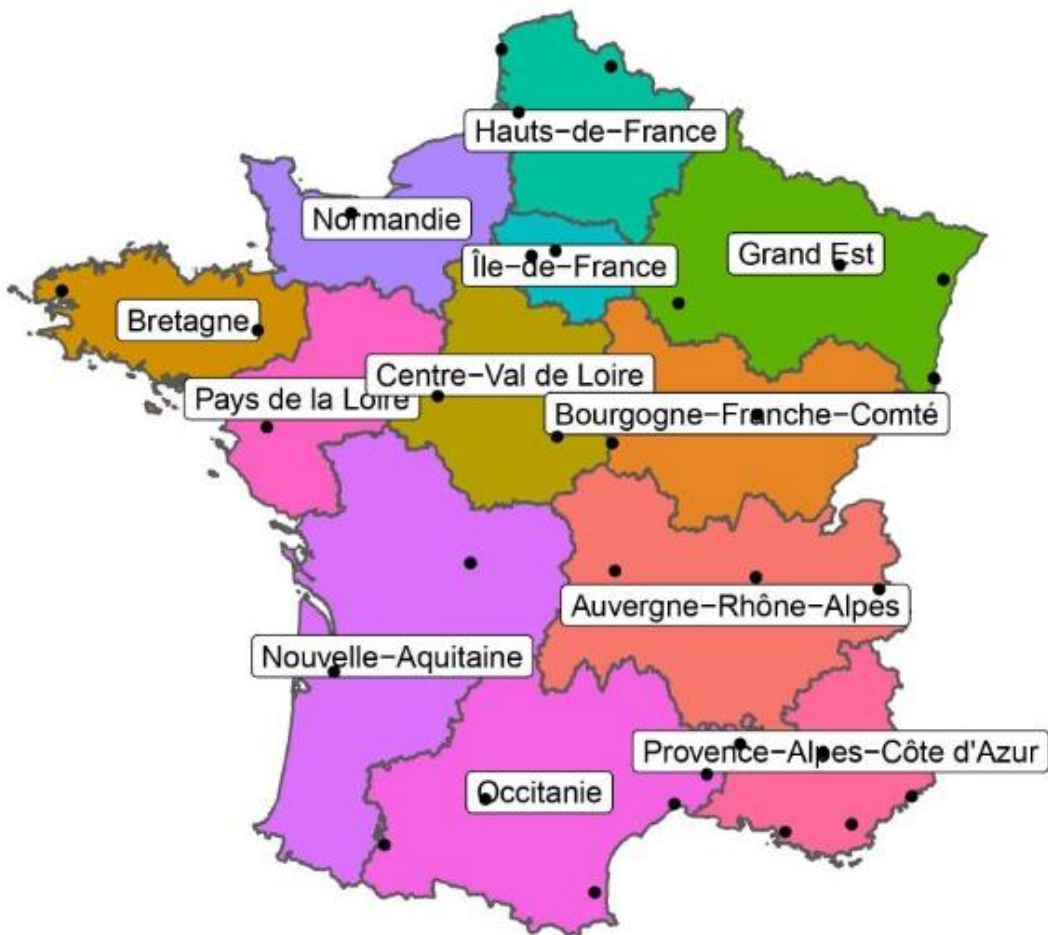 Hauts−de−France
Normandie
Grand Est
Île−de−France
Bretagne
Centre−Val de Loire
Pays de la Loire
Bourgogne−Franche−Comté
Auvergne−Rhône−Alpes
Nouvelle−Aquitaine
Provence−Alpes−Côte d'Azur
Occitanie